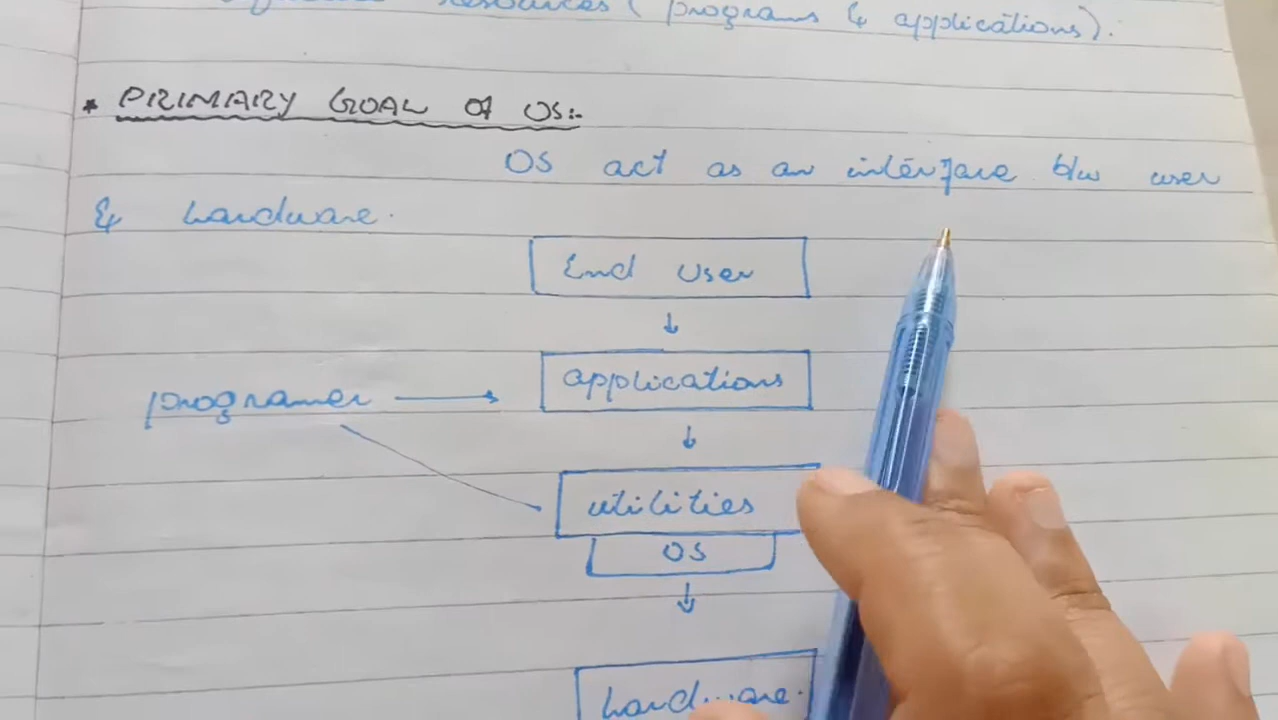 resources (programs & applications).
* PRIMARY GOAL OF OS:-
OS act as an interface b/w user
& hardware.
End User
↓
applications
programer →
↓
utilities
OS
↓
hardware.